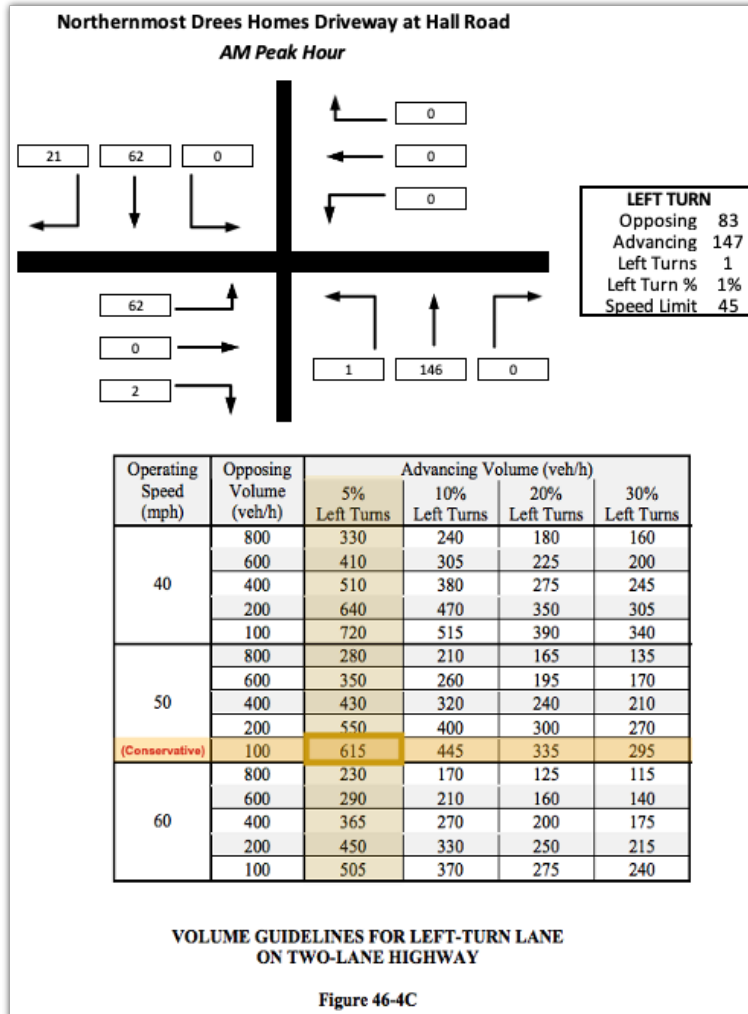 Northernmost Drees Homes Driveway at Hall Road
AM Peak Hour
0
21 62 0
0
0
LEFT TURN
Opposing 83
Advancing 147
Left Turns 1
Left Turn % 1%
Speed Limit 45
62
0
2
1 146 0
Operating Speed (mph) Opposing Volume (veh/h) Advancing Volume (veh/h)
5% Left Turns 10% Left Turns 20% Left Turns 30% Left Turns
800 330 240 180 160
600 410 305 225 200
40 400 510 380 275 245
200 640 470 350 305
100 720 515 390 340
800 280 210 165 135
600 350 260 195 170
50 400 430 320 240 210
200 550 400 300 270
(Conservative) 100 615 445 335 295
800 230 170 125 115
600 290 210 160 140
60 400 365 270 200 175
200 450 330 250 215
100 505 370 275 240
VOLUME GUIDELINES FOR LEFT-TURN LANE
ON TWO-LANE HIGHWAY
Figure 46-4C